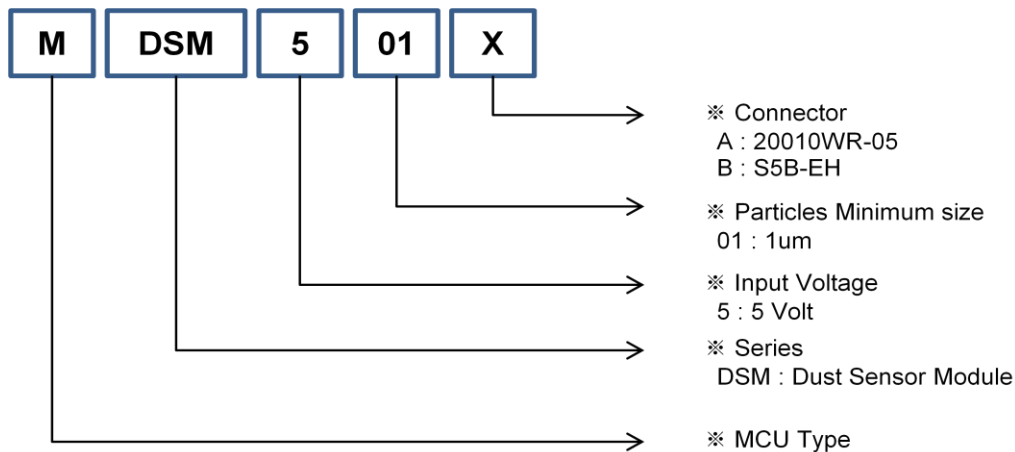 M DSM 5 01 X
※ Connector
A : 20010WR-05
B : S5B-EH
※ Particles Minimum size
01 : 1um
※ Input Voltage
5 : 5 Volt
※ Series
DSM : Dust Sensor Module
※ MCU Type